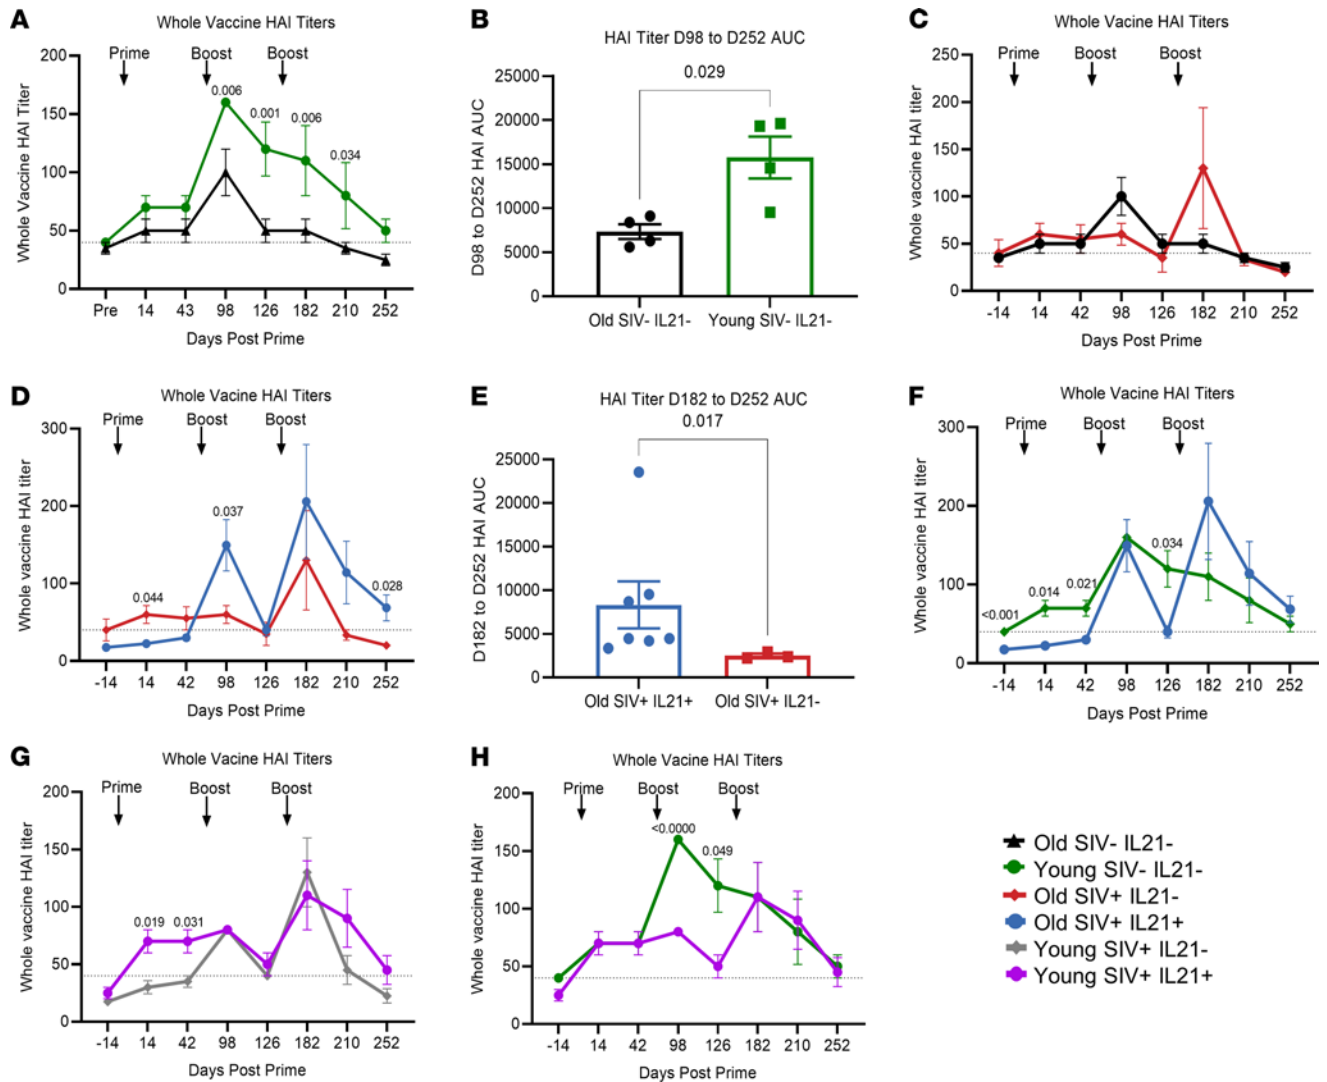 A
Whole Vaccine HAI Titers
Prime
Boost
Boost
Whole Vaccine HAI Titer
200
150
100
50
0
0.006
0.001
0.006
0.034
Pre 14 43 98 126 182 210 252
Days Post Prime
B
HAI Titer D98 to D252 AUC
0.029
D98 to D252 HAI AUC
25000
20000
15000
10000
5000
0
Old SIV- IL21- Young SIV- IL21-
C
Whole Vacine HAI Titers
Prime
Boost
Boost
Whole vaccine HAI titer
250
200
150
100
50
0
-14 14 42 98 126 182 210 252
Days Post Prime
D
Whole Vacine HAI Titers
Prime
Boost
Boost
Whole vaccine HAI titer
300
200
100
0
0.044
0.037
0.028
-14 14 42 98 126 182 210 252
Days Post Prime
E
HAI Titer D182 to D252 AUC
0.017
D182 to D252 HAI AUC
25000
20000
15000
10000
5000
0
Old SIV+ IL21+ Old SIV+ IL21-
F
Whole Vacine HAI Titers
Prime
Boost
Boost
Whole vaccine HAI titer
300
200
100
0
<0.001
0.014
0.021
0.034
-14 14 42 98 126 182 210 252
Days Post Prime
G
Whole Vacine HAI Titers
Prime
Boost
Boost
Whole vaccine HAI titer
200
150
100
50
0
0.019
0.031
-14 14 42 98 126 182 210 252
Days Post Prime
H
Whole Vacine HAI Titers
Prime
Boost
Boost
Whole vaccine HAI titer
200
150
100
50
0
<0.0000
0.049
-14 14 42 98 126 182 210 252
Days Post Prime
Old SIV- IL21-
Young SIV- IL21-
Old SIV+ IL21-
Old SIV+ IL21+
Young SIV+ IL21-
Young SIV+ IL21+